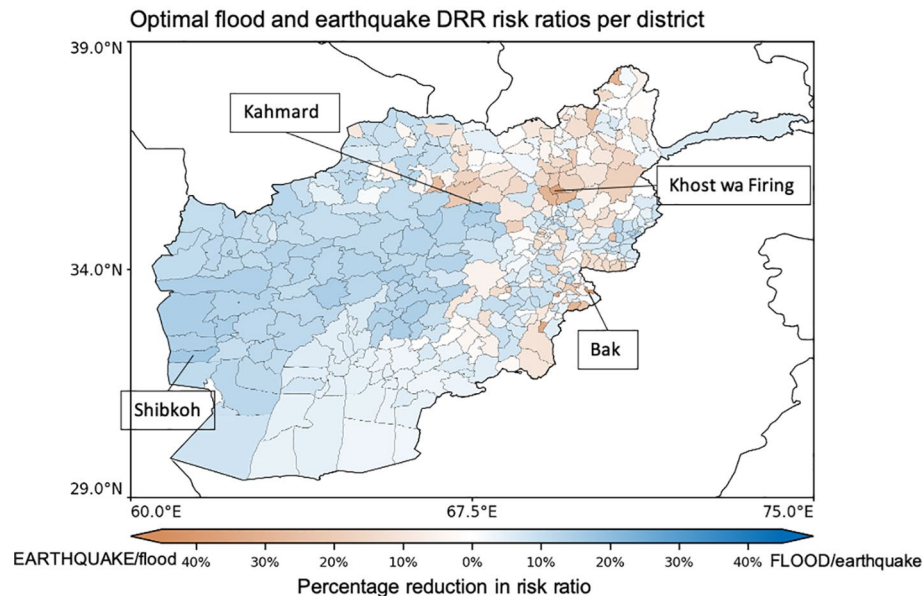 Optimal flood and earthquake DRR risk ratios per district
39.0°N
Kahmard
Khost wa Firing
34.0°N
Bak
Shibkoh
29.0°N
60.0°E 67.5°E 75.0°E
EARTHQUAKE/flood 40% 30% 20% 10% 0% 10% 20% 30% 40% FLOOD/earthquake
Percentage reduction in risk ratio